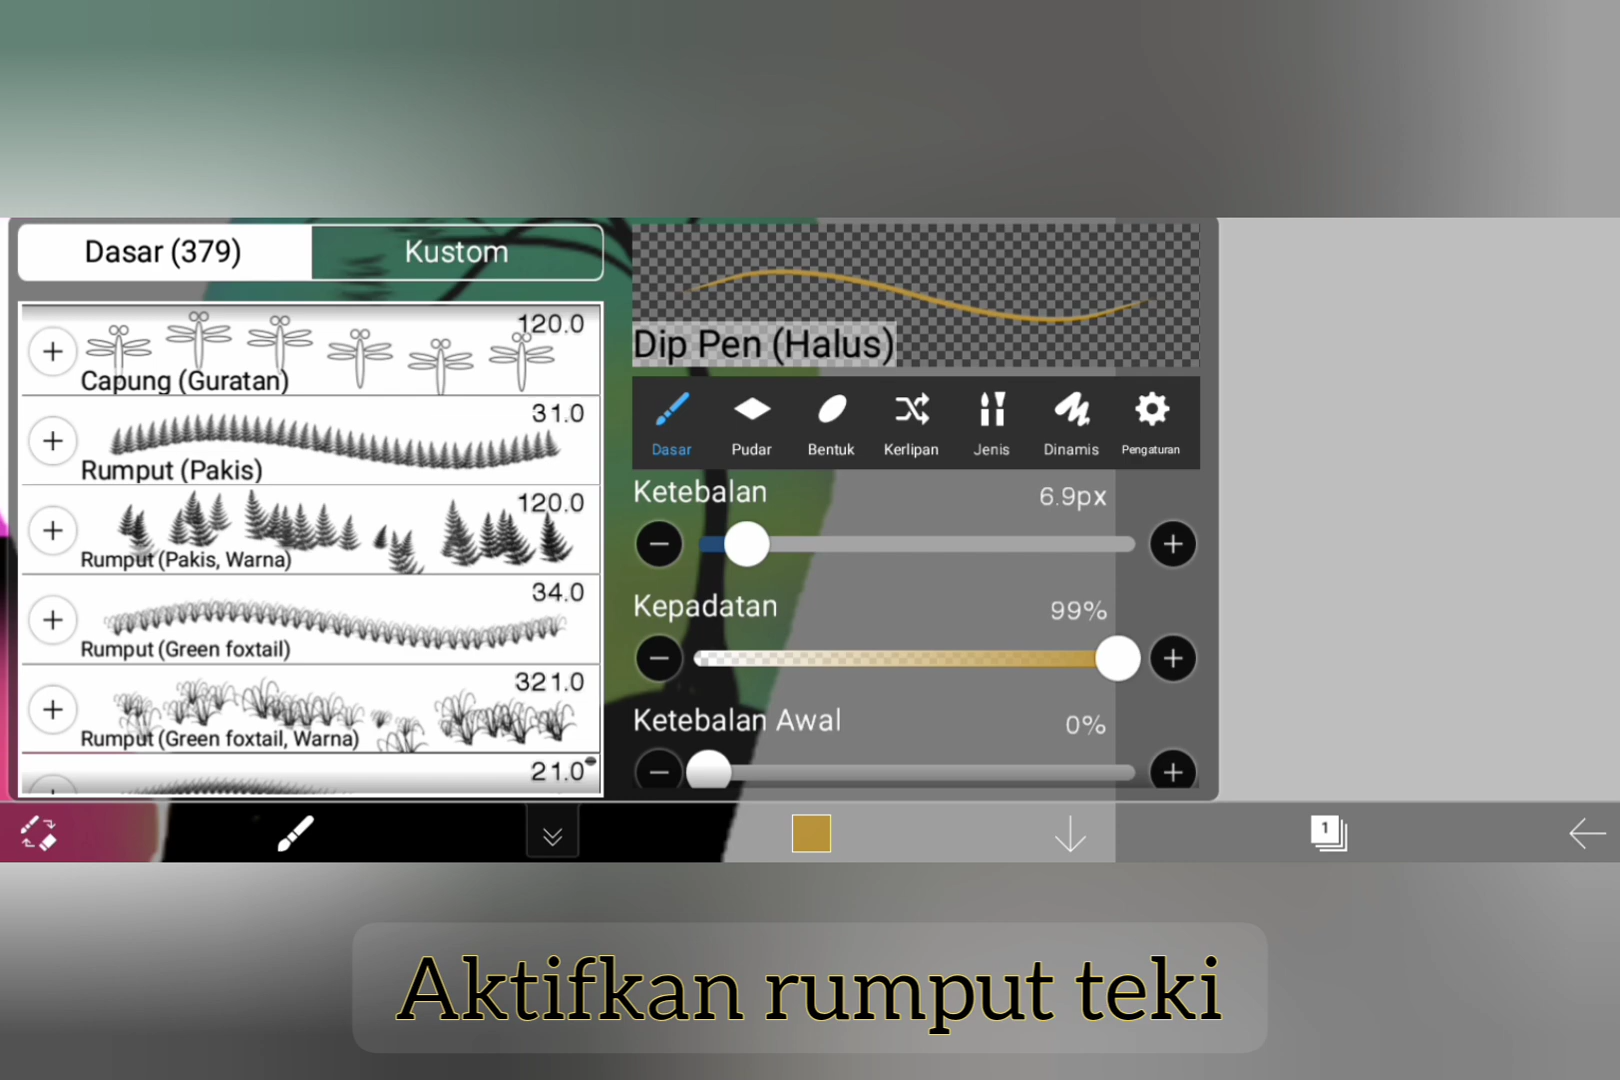 Dasar (379)
Kustom
120.0
Capung (Guratan)
31.0
Rumput (Pakis)
120.0
Rumput (Pakis, Warna)
34.0
Rumput (Green foxtail)
321.0
Rumput (Green foxtail, Warna)
21.0
Dip Pen (Halus)
Dasar
Pudar
Bentuk
Kerlipan
Jenis
Dinamis
Pengaturan
Ketebalan
6.9px
Kepadatan
99%
Ketebalan Awal
0%
1
Aktifkan rumput teki